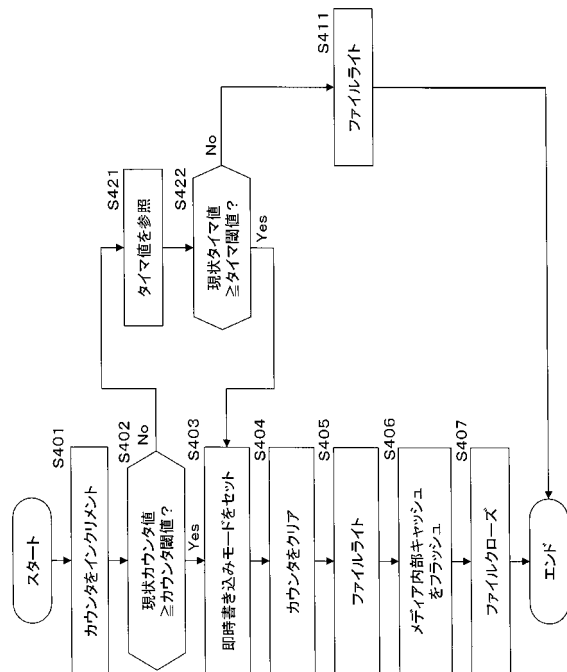 スタート
S401
カウンタをインクリメント
S402
現状カウンタ値
≧カウンタ閾値？
No
Yes
S421
タイマ値を参照
S422
現状タイマ値
≧タイマ閾値？
No
Yes
S403
即時書き込みモードをセット
S404
カウンタをクリア
S405
ファイルライト
S406
メディア内部キャッシュ
をフラッシュ
S407
ファイルクローズ
S411
ファイルライト
エンド